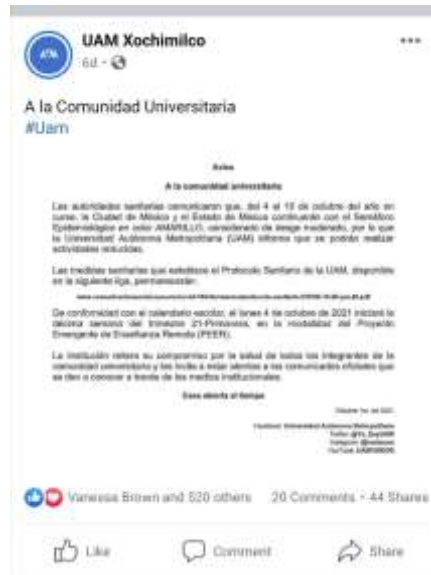 UAM Xochimilco
6d
A la Comunidad Universitaria
#Uam
Aviso
A la comunidad universitaria
Las autoridades sanitarias comunicaron que, del 4 al 10 de octubre del año en
curso, la Ciudad de México y el Estado de México continuarán con el Semáforo
Epidemiológico en color AMARILLO, considerado de riesgo moderado, por lo que
la Universidad Autónoma Metropolitana (UAM) informa que se podrán realizar
actividades reducidas.
Las medidas sanitarias que establece el Protocolo Sanitario de la UAM, disponible
en la siguiente liga, permanecerán:
De conformidad con el calendario escolar, el lunes 4 de octubre de 2021 iniciará la
décima semana del trimestre 21-Primavera, en la modalidad del Proyecto
Emergente de Enseñanza Remota (PEER).
La Institución reitera su compromiso por la salud de todos los integrantes de la
comunidad universitaria y les invita a estar atentos a los comunicados oficiales que
se den a conocer a través de los medios institucionales.
Casa abierta al tiempo
Vanessa Brown and 520 others 20 Comments • 44 Shares
Like Comment Share